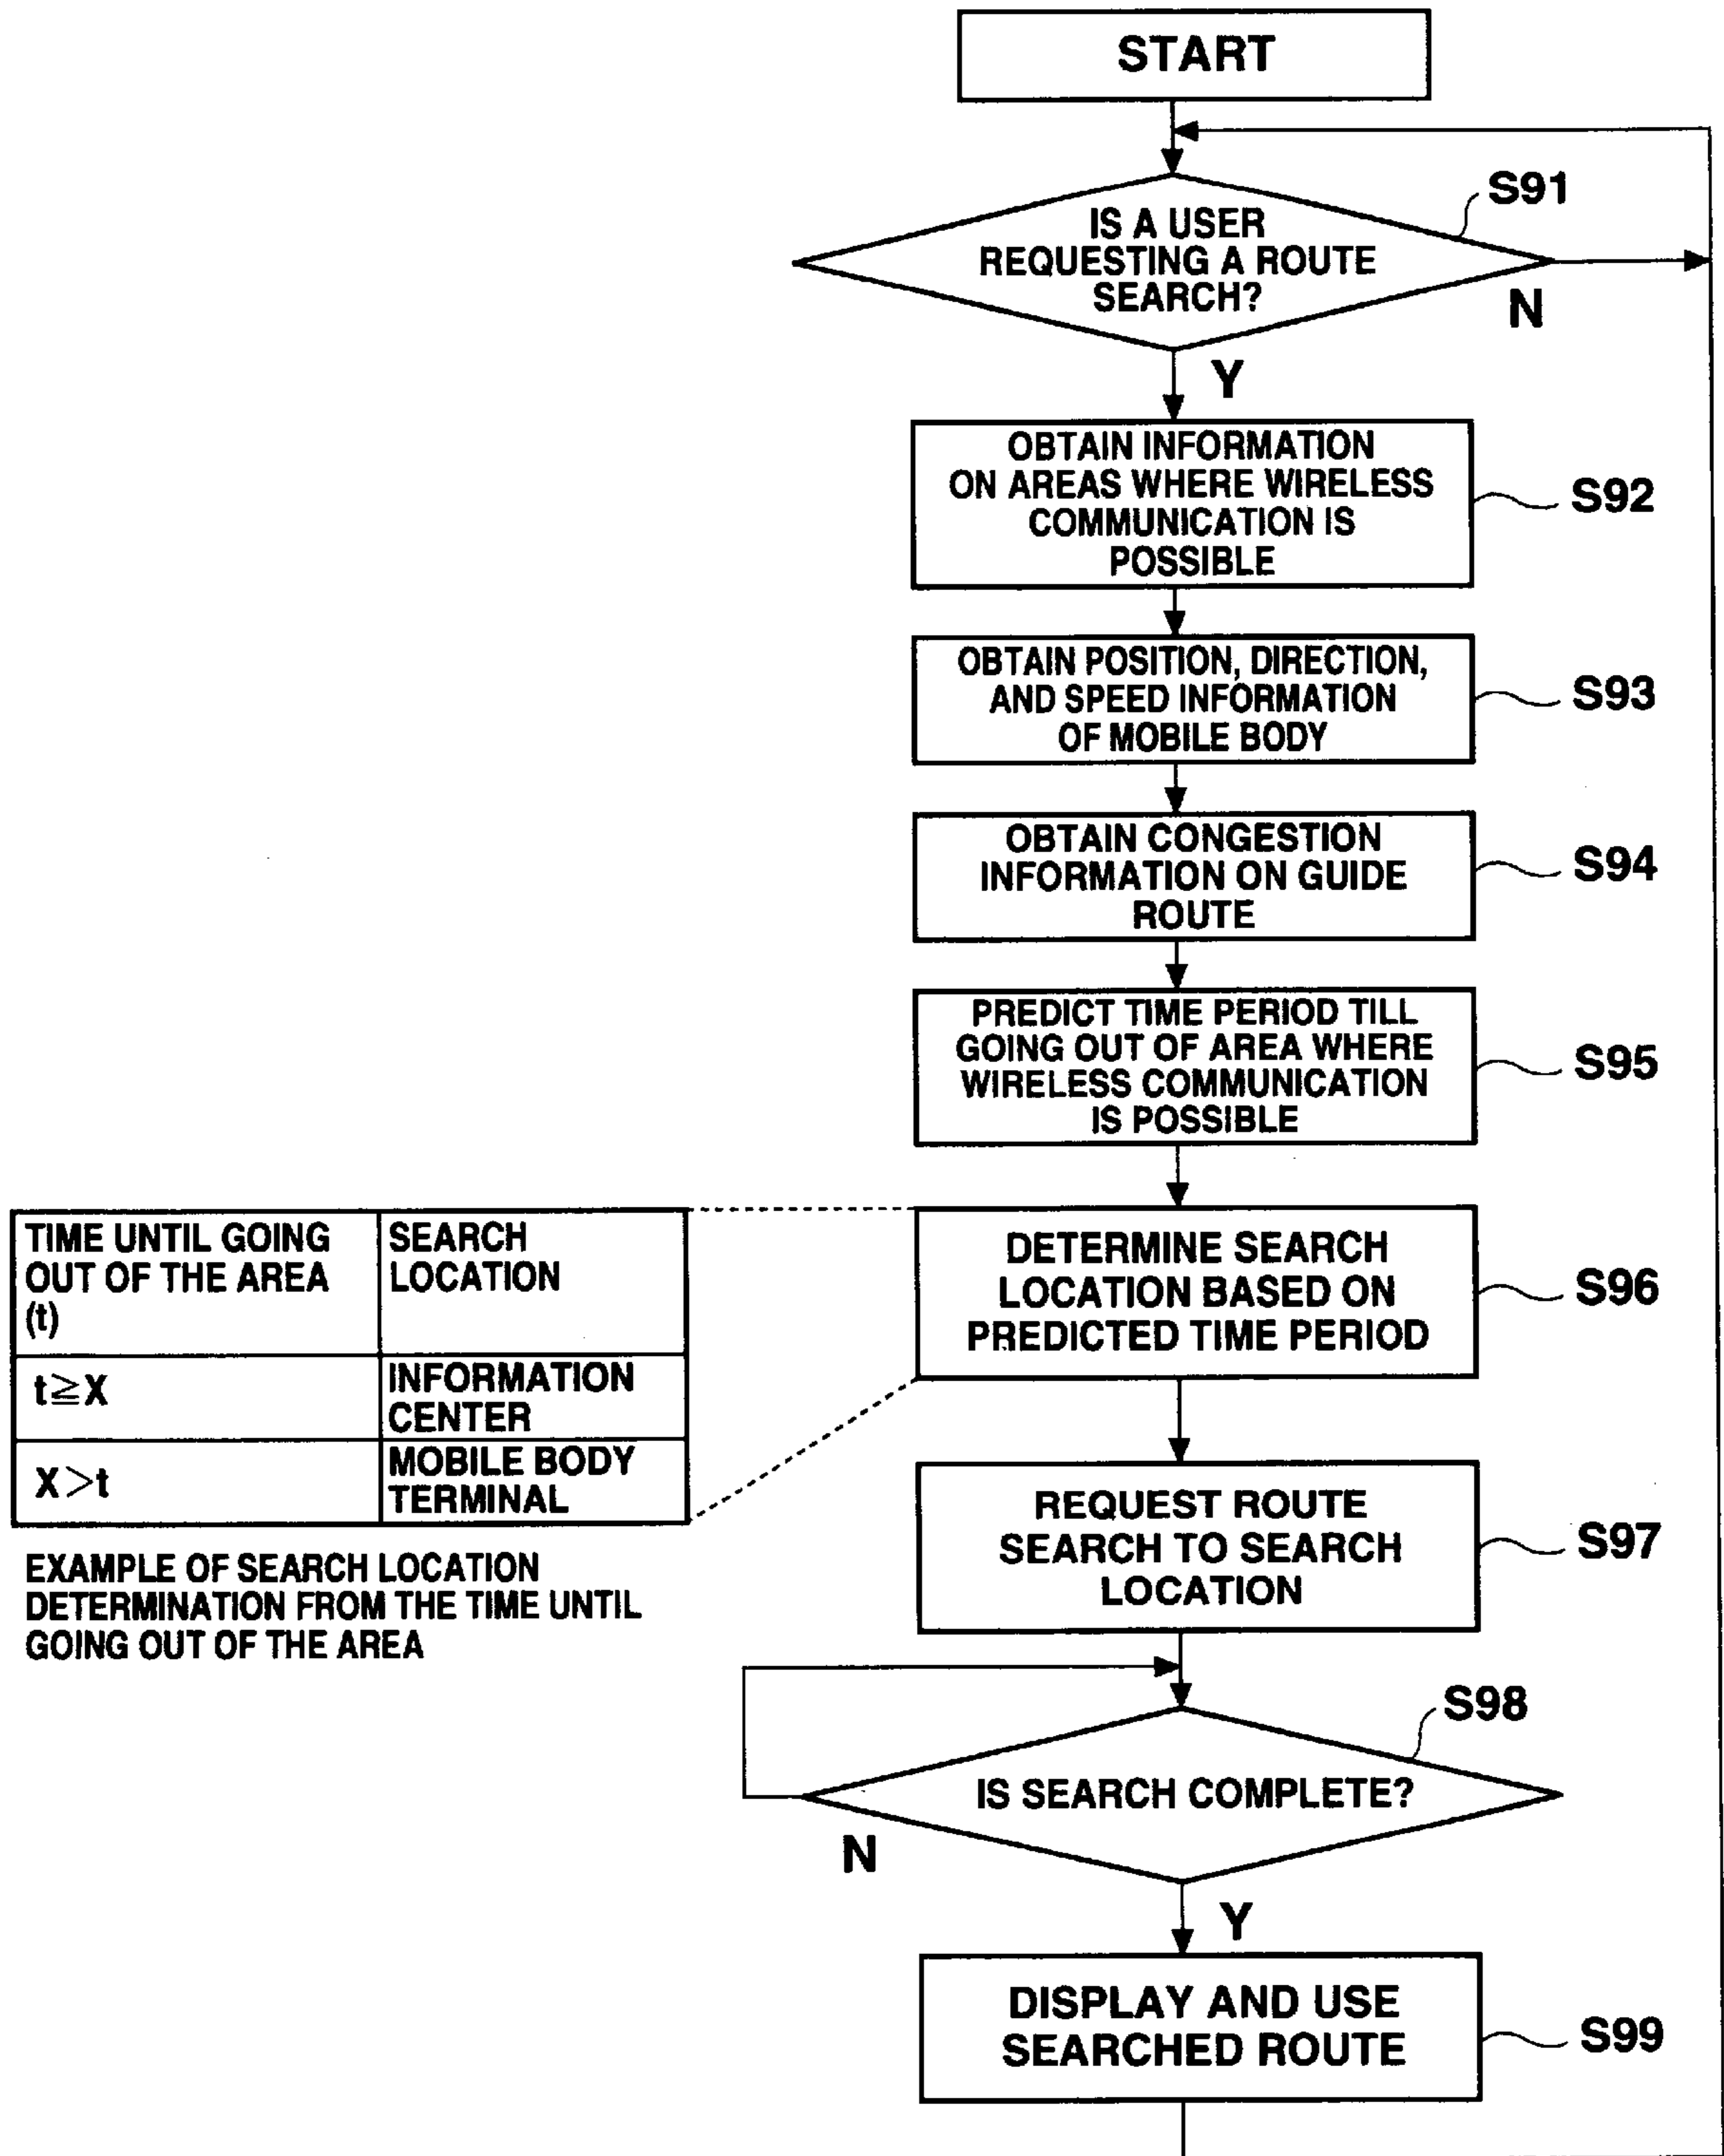 START
IS A USER
REQUESTING A ROUTE
SEARCH?
S91
N
Y
OBTAIN INFORMATION
ON AREAS WHERE WIRELESS
COMMUNICATION IS
POSSIBLE
S92
OBTAIN POSITION, DIRECTION,
AND SPEED INFORMATION
OF MOBILE BODY
S93
OBTAIN CONGESTION
INFORMATION ON GUIDE
ROUTE
S94
PREDICT TIME PERIOD TILL
GOING OUT OF AREA WHERE
WIRELESS COMMUNICATION
IS POSSIBLE
S95
DETERMINE SEARCH
LOCATION BASED ON
PREDICTED TIME PERIOD
S96
TIME UNTIL GOING
OUT OF THE AREA
(t)
SEARCH
LOCATION
t≧X
INFORMATION
CENTER
X>t
MOBILE BODY
TERMINAL
EXAMPLE OF SEARCH LOCATION
DETERMINATION FROM THE TIME UNTIL
GOING OUT OF THE AREA
REQUEST ROUTE
SEARCH TO SEARCH
LOCATION
S97
IS SEARCH COMPLETE?
S98
N
Y
DISPLAY AND USE
SEARCHED ROUTE
S99